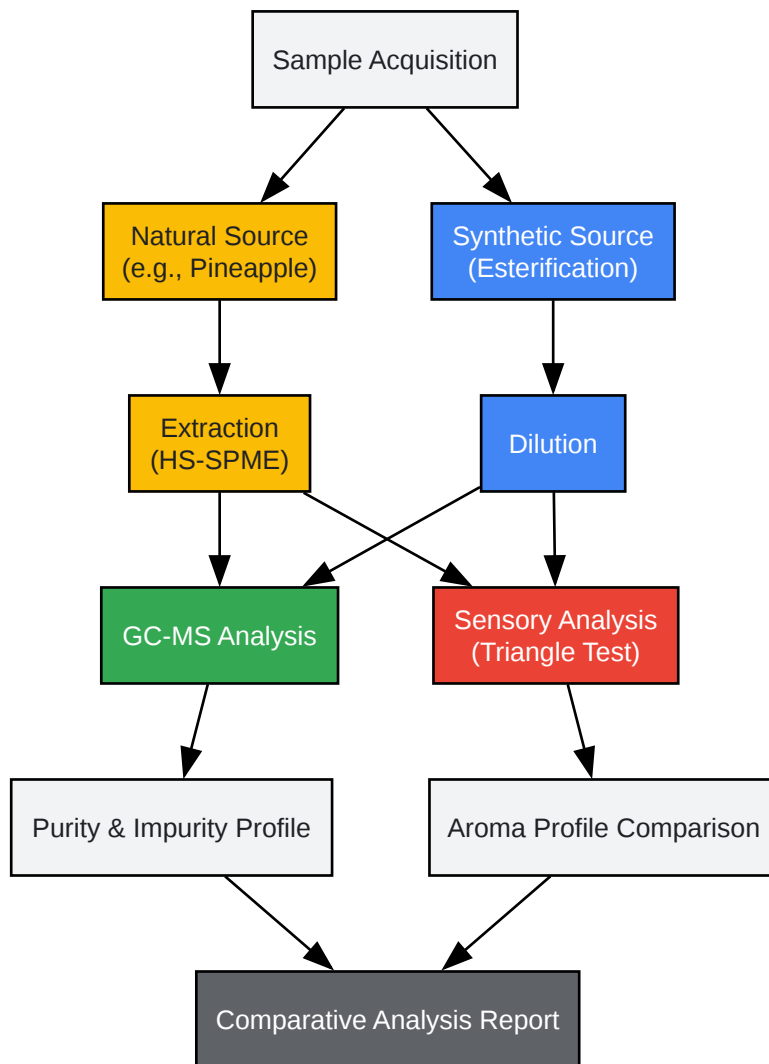 Sample Acquisition
Natural Source
(e.g., Pineapple)
Synthetic Source
(Esterification)
Extraction
(HS-SPME)
Dilution
GC-MS Analysis
Sensory Analysis
(Triangle Test)
Purity & Impurity Profile
Aroma Profile Comparison
Comparative Analysis Report